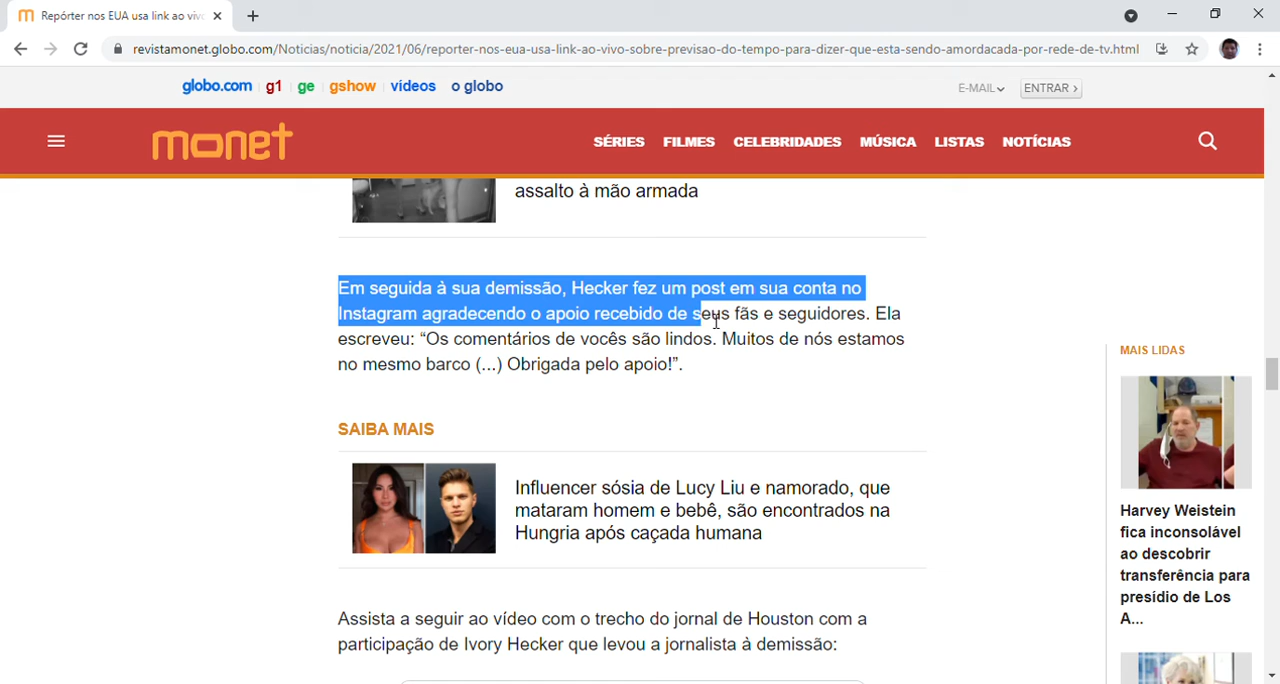 Repórter nos EUA usa link ao viv
revistamonet.globo.com/Noticias/noticia/2021/06/reporter-nos-eua-usa-link-ao-vivo-sobre-previsao-do-tempo-para-dizer-que-esta-sendo-amordacada-por-rede-de-tv.html
globo.com g1 ge gshow vídeos o globo E-MAIL ENTRAR ›
monet SÉRIES FILMES CELEBRIDADES MÚSICA LISTAS NOTÍCIAS
assalto à mão armada
Em seguida à sua demissão, Hecker fez um post em sua conta no
Instagram agradecendo o apoio recebido de seus fãs e seguidores. Ela
escreveu: “Os comentários de vocês são lindos. Muitos de nós estamos
no mesmo barco (...) Obrigada pelo apoio!”.
SAIBA MAIS
Influencer sósia de Lucy Liu e namorado, que
mataram homem e bebê, são encontrados na
Hungria após caçada humana
Assista a seguir ao vídeo com o trecho do jornal de Houston com a
participação de Ivory Hecker que levou a jornalista à demissão:
MAIS LIDAS
Harvey Weistein
fica inconsolável
ao descobrir
transferência para
presídio de Los
A...